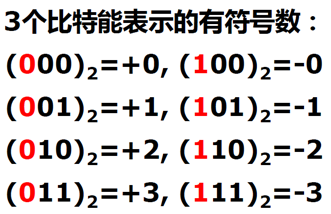 3个比特能表示的有符号数：
(000)₂=+0, (100)₂=-0
(001)₂=+1, (101)₂=-1
(010)₂=+2, (110)₂=-2
(011)₂=+3, (111)₂=-3